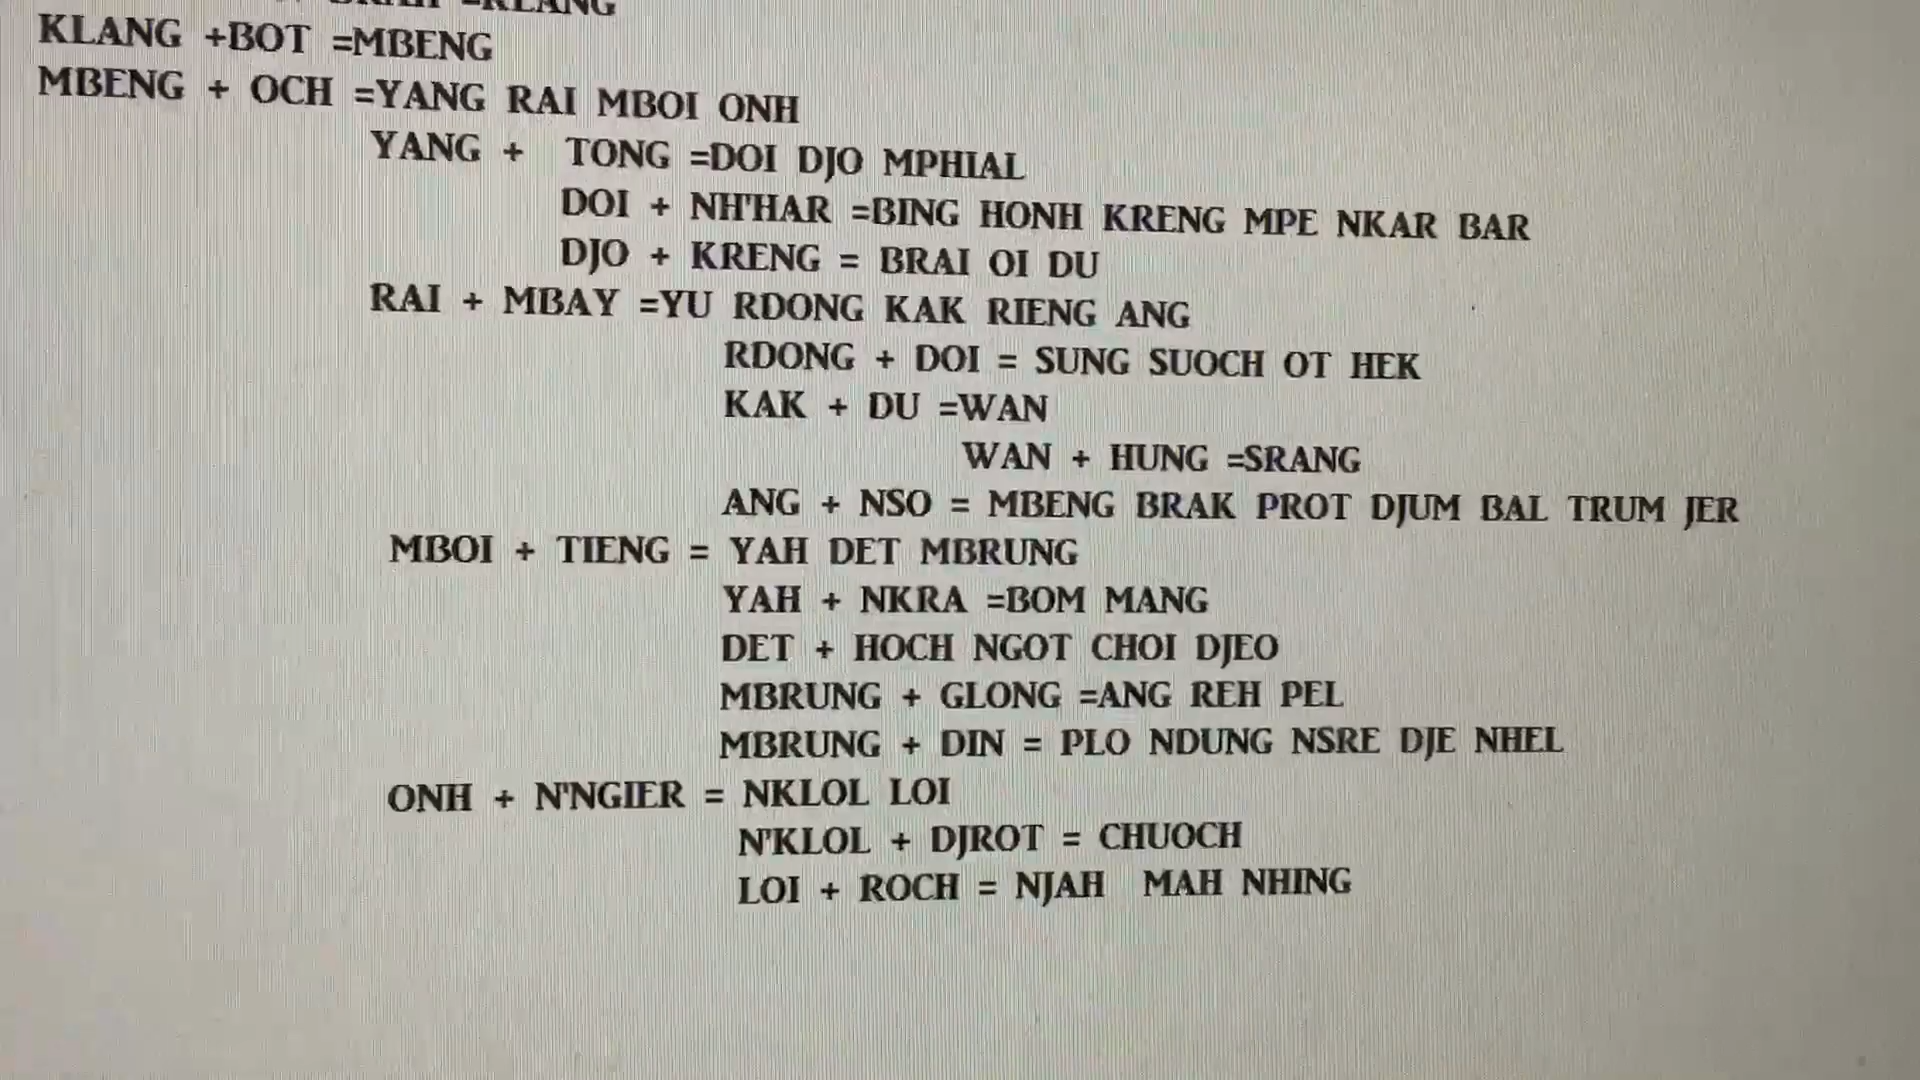 =KLANG
KLANG +BOT =MBENG
MBENG + OCH =YANG RAI MBOI ONH
YANG + TONG =DOI DJO MPHIAL
DOI + NH'HAR =BING HONH KRENG MPE NKAR BAR
DJO + KRENG = BRAI OI DU
RAI + MBAY =YU RDONG KAK RIENG ANG
RDONG + DOI = SUNG SUOCH OT HEK
KAK + DU =WAN
WAN + HUNG =SRANG
ANG + NSO = MBENG BRAK PROT DJUM BAL TRUM JER
MBOI + TIENG = YAH DET MBRUNG
YAH + NKRA =BOM MANG
DET + HOCH NGOT CHOI DJEO
MBRUNG + GLONG =ANG REH PEL
MBRUNG + DIN = PLO NDUNG NSRE DJE NHEL
ONH + N'NGIER = NKLOL LOI
N'KLOL + DJROT = CHUOCH
LOI + ROCH = NJAH MAH NHING